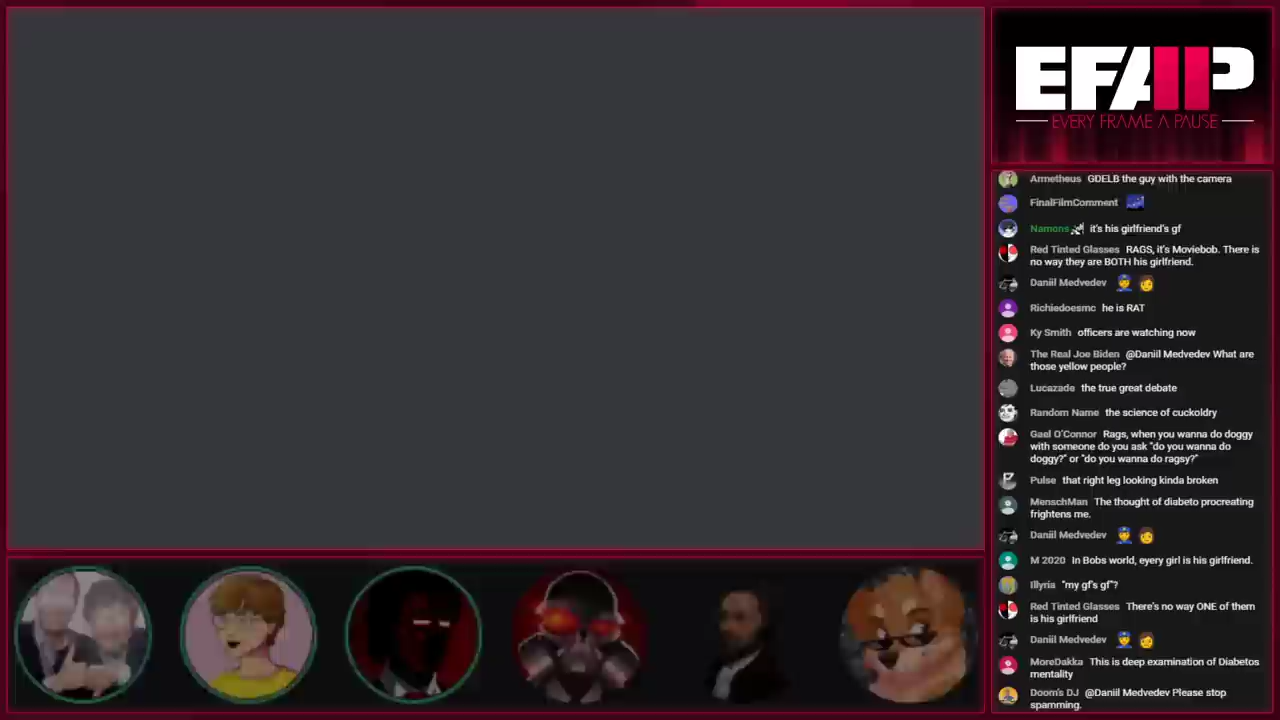 EFAP
EVERY FRAME A PAUSE
Armetheus GDELB the guy with the camera
FinalFilmComment
Namons it's his girlfriend's gf
Red Tinted Glasses RAGS, it's Moviebob. There is
no way they are BOTH his girlfriend.
Daniil Medvedev
Richiedoesmc he is RAT
Ky Smith officers are watching now
The Real Joe Biden @Daniil Medvedev What are
those yellow people?
Lucazade the true great debate
Random Name the science of cuckoldry
Gael O'Connor Rags, when you wanna do doggy
with someone do you ask "do you wanna do
doggy?" or "do you wanna do ragsy?"
Pulse that right leg looking kinda broken
MenschMan The thought of diabeto procreating
frightens me.
Daniil Medvedev
M 2020 In Bobs world, eyery girl is his girlfriend.
Illyria "my gf's gf"?
Red Tinted Glasses There's no way ONE of them
is his girlfriend
Daniil Medvedev
MoreDakka This is deep examination of Diabetos
mentality
Doom's DJ @Daniil Medvedev Please stop
spamming.